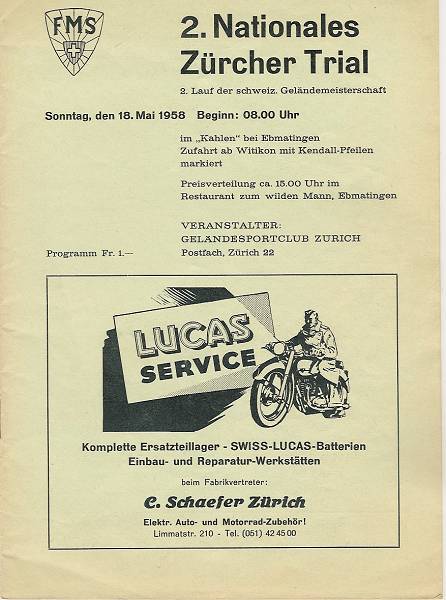 FMS
2. Nationales
Zürcher Trial
2. Lauf der schweiz. Geländemeisterschaft
Sonntag, den 18. Mai 1958 Beginn: 08.00 Uhr
im „Kahlen" bei Ebmatingen
Zufahrt ab Witikon mit Kendall-Pfeilen
markiert
Preisverteilung ca. 15.00 Uhr im
Restaurant zum wilden Mann, Ebmatingen
VERANSTALTER:
GELANDESPORTCLUB ZURICH
Programm Fr. 1.— Postfach, Zürich 22
LUCAS
SERVICE
Komplette Ersatzteillager - SWISS-LUCAS-Batterien
Einbau- und Reparatur-Werkstätten
beim Fabrikvertreter:
C. Schaefer Zürich
Elektr. Auto- und Motorrad-Zubehör!
Limmatstr. 210 - Tel. (051) 42 45 00